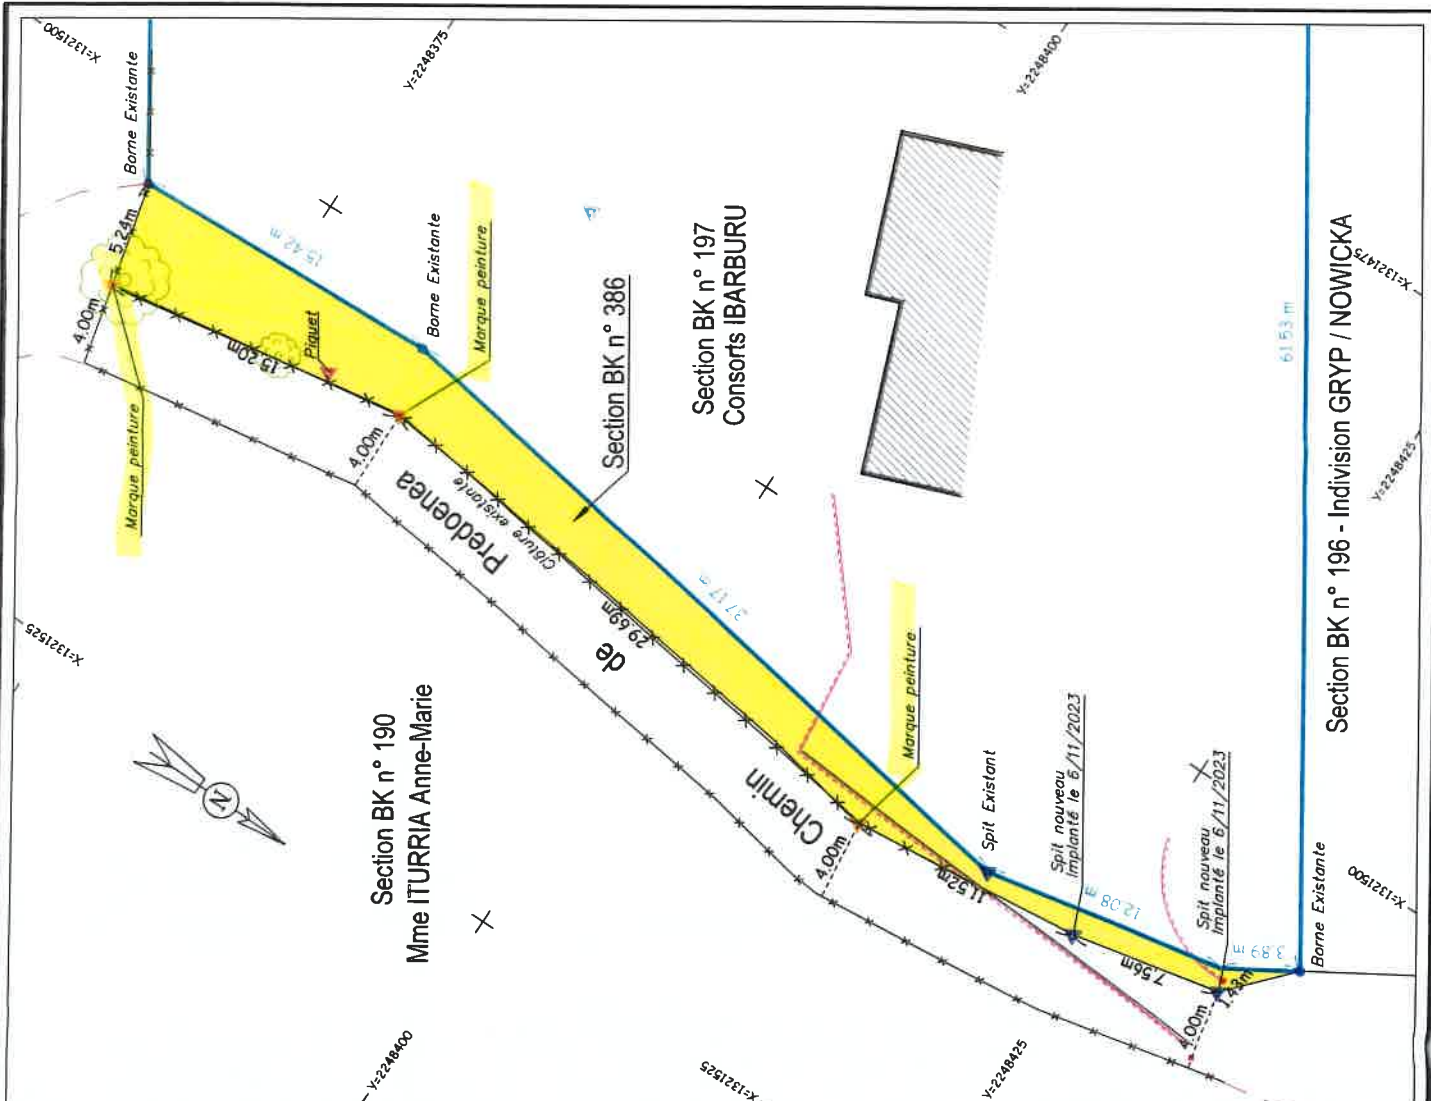 X=1321500
Borne Existante
Y=2248375
Y=2248400
5.24m
4.00m
15.42 m
Borne Existante
Marque peinture
Section BK n° 197
Consorts IBARBURU
Section BK n° 196 - Indivision GRYP / NOWICKA
X=1321475
61.53 m
Piquet
15.20m
Section BK n° 386
Marque peinture
4.00m
Predoenea
Clôture existante
Y=2248425
X=1321525
29.69m
de
37.17 m
Marque peinture
Section BK n° 190
Mme ITURRIA Anne-Marie
N
Chemin
4.00m
11.52m
Spit Existant
Spit nouveau
Implanté le 6/11/2023
Spit nouveau
Implanté le 6/11/2023
12.08 m
7,56m
3.89 m
1.43m
4.00m
Borne Existante
X=1321500
Y=2248400
X=1321525
Y=2248425